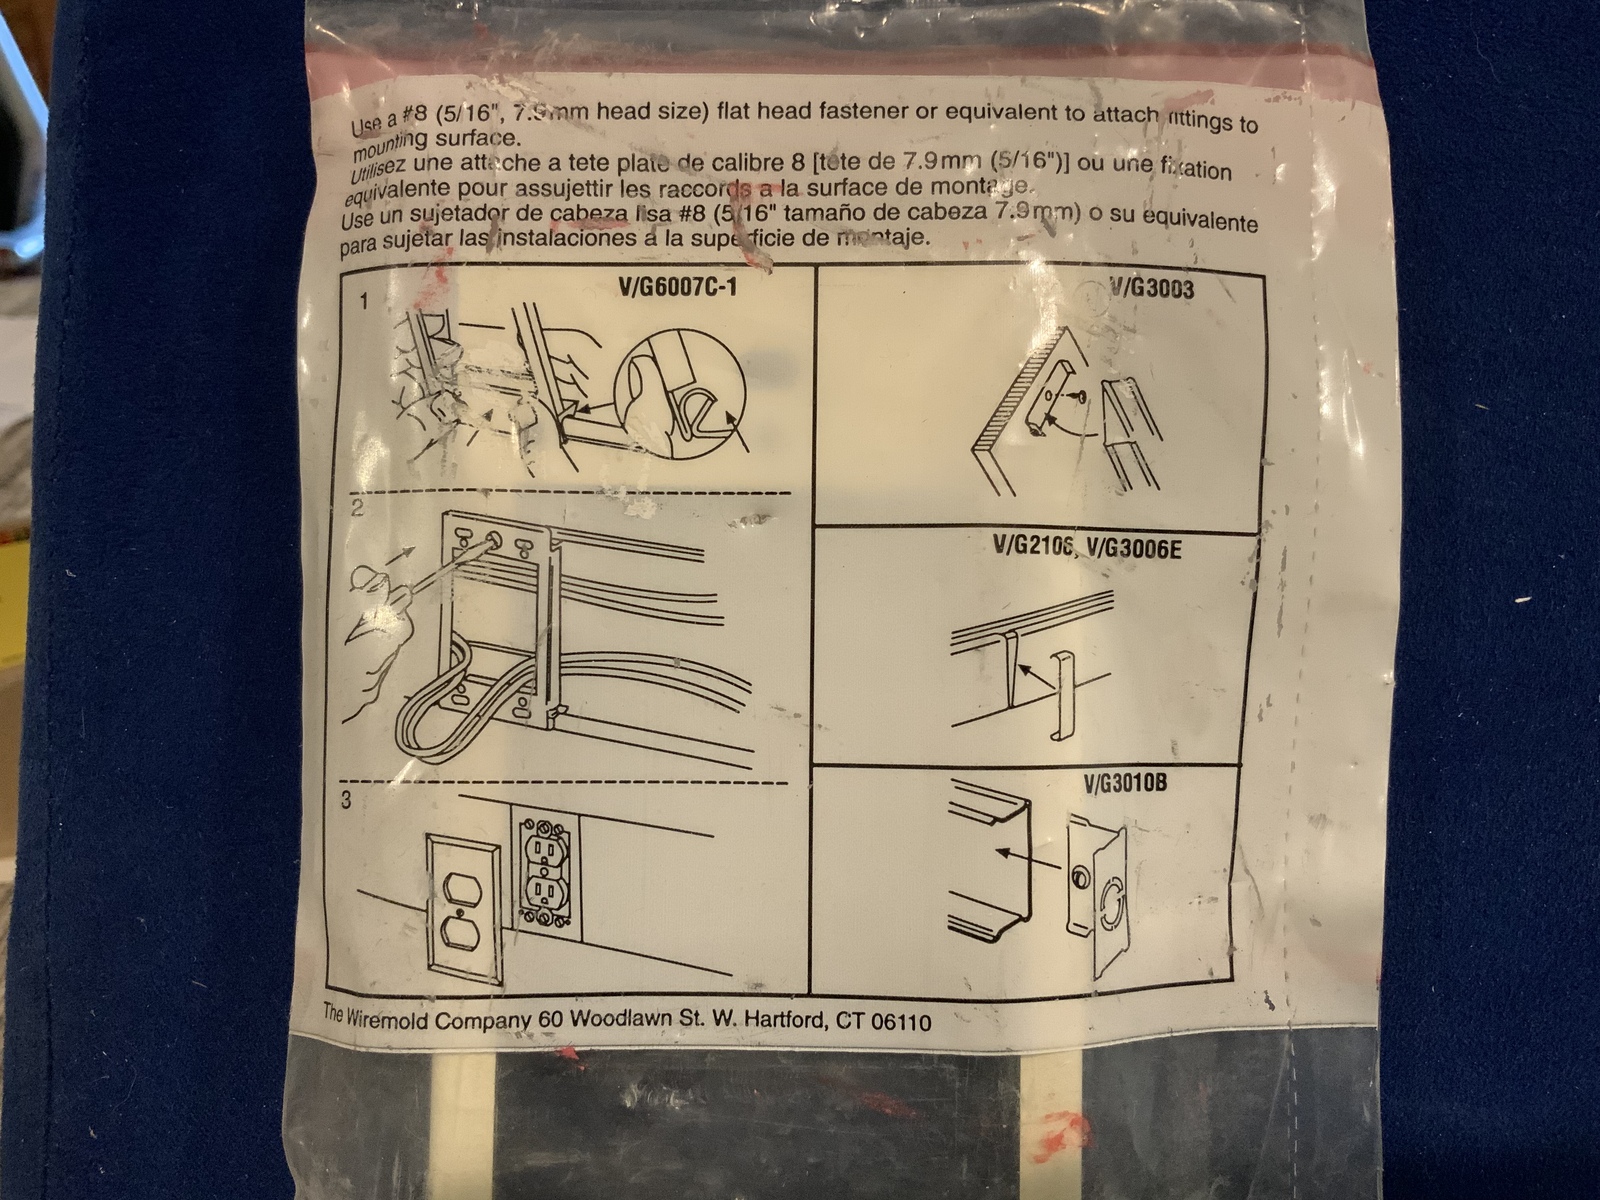 Use a #8 (5/16", 7.9mm head size) flat head fastener or equivalent to attach fittings to
mounting surface.
Utilisez une attache a tete plate de calibre 8 [tete de 7.9mm (5/16")] ou une fixation
equivalente pour assujettir les raccords a la surface de montage.
Use un sujetador de cabeza lisa #8 (5/16" tamaño de cabeza 7.9mm) o su equivalente
para sujetar las instalaciones a la superficie de montaje.
1
V/G6007C-1
V/G3003
2
V/G2106, V/G3006E
3
V/G3010B
The Wiremold Company 60 Woodlawn St. W. Hartford, CT 06110